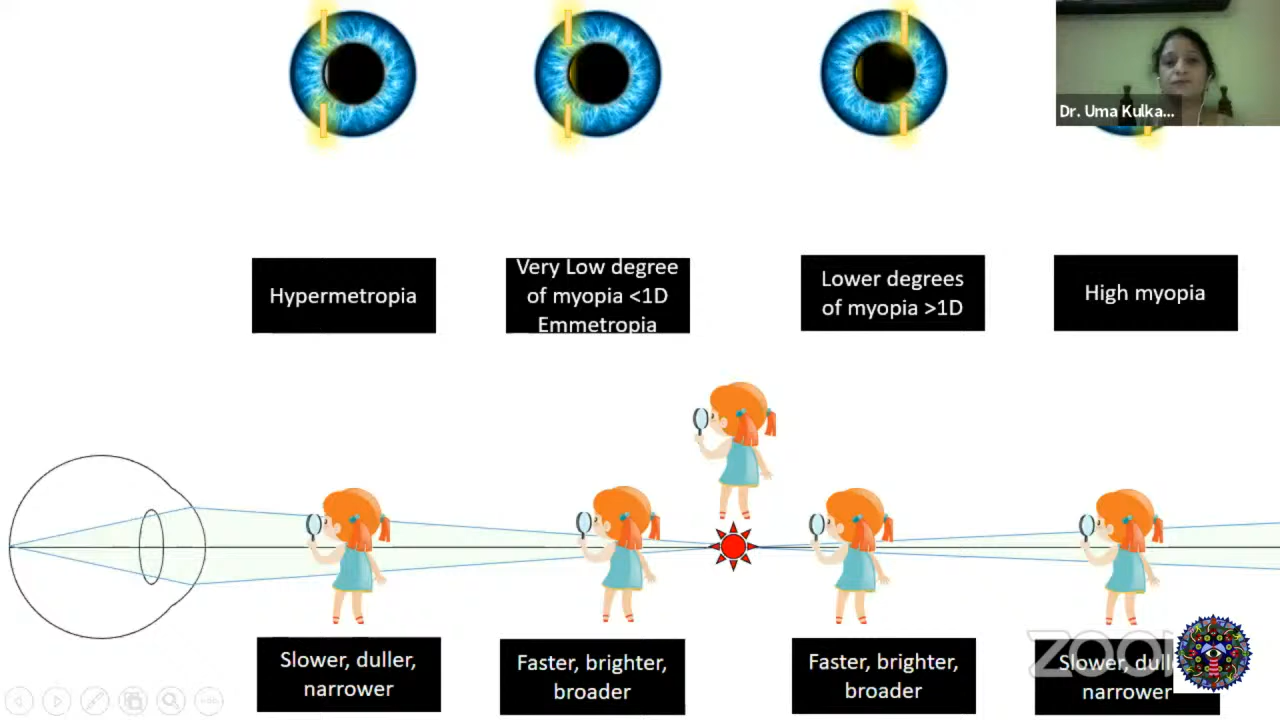 Dr. Uma Kulka...
Hypermetropia
Very Low degree
of myopia <1D
Emmetropia
Lower degrees
of myopia >1D
High myopia
Slower, duller,
narrower
Faster, brighter,
broader
Faster, brighter,
broader
Slower,
narrower